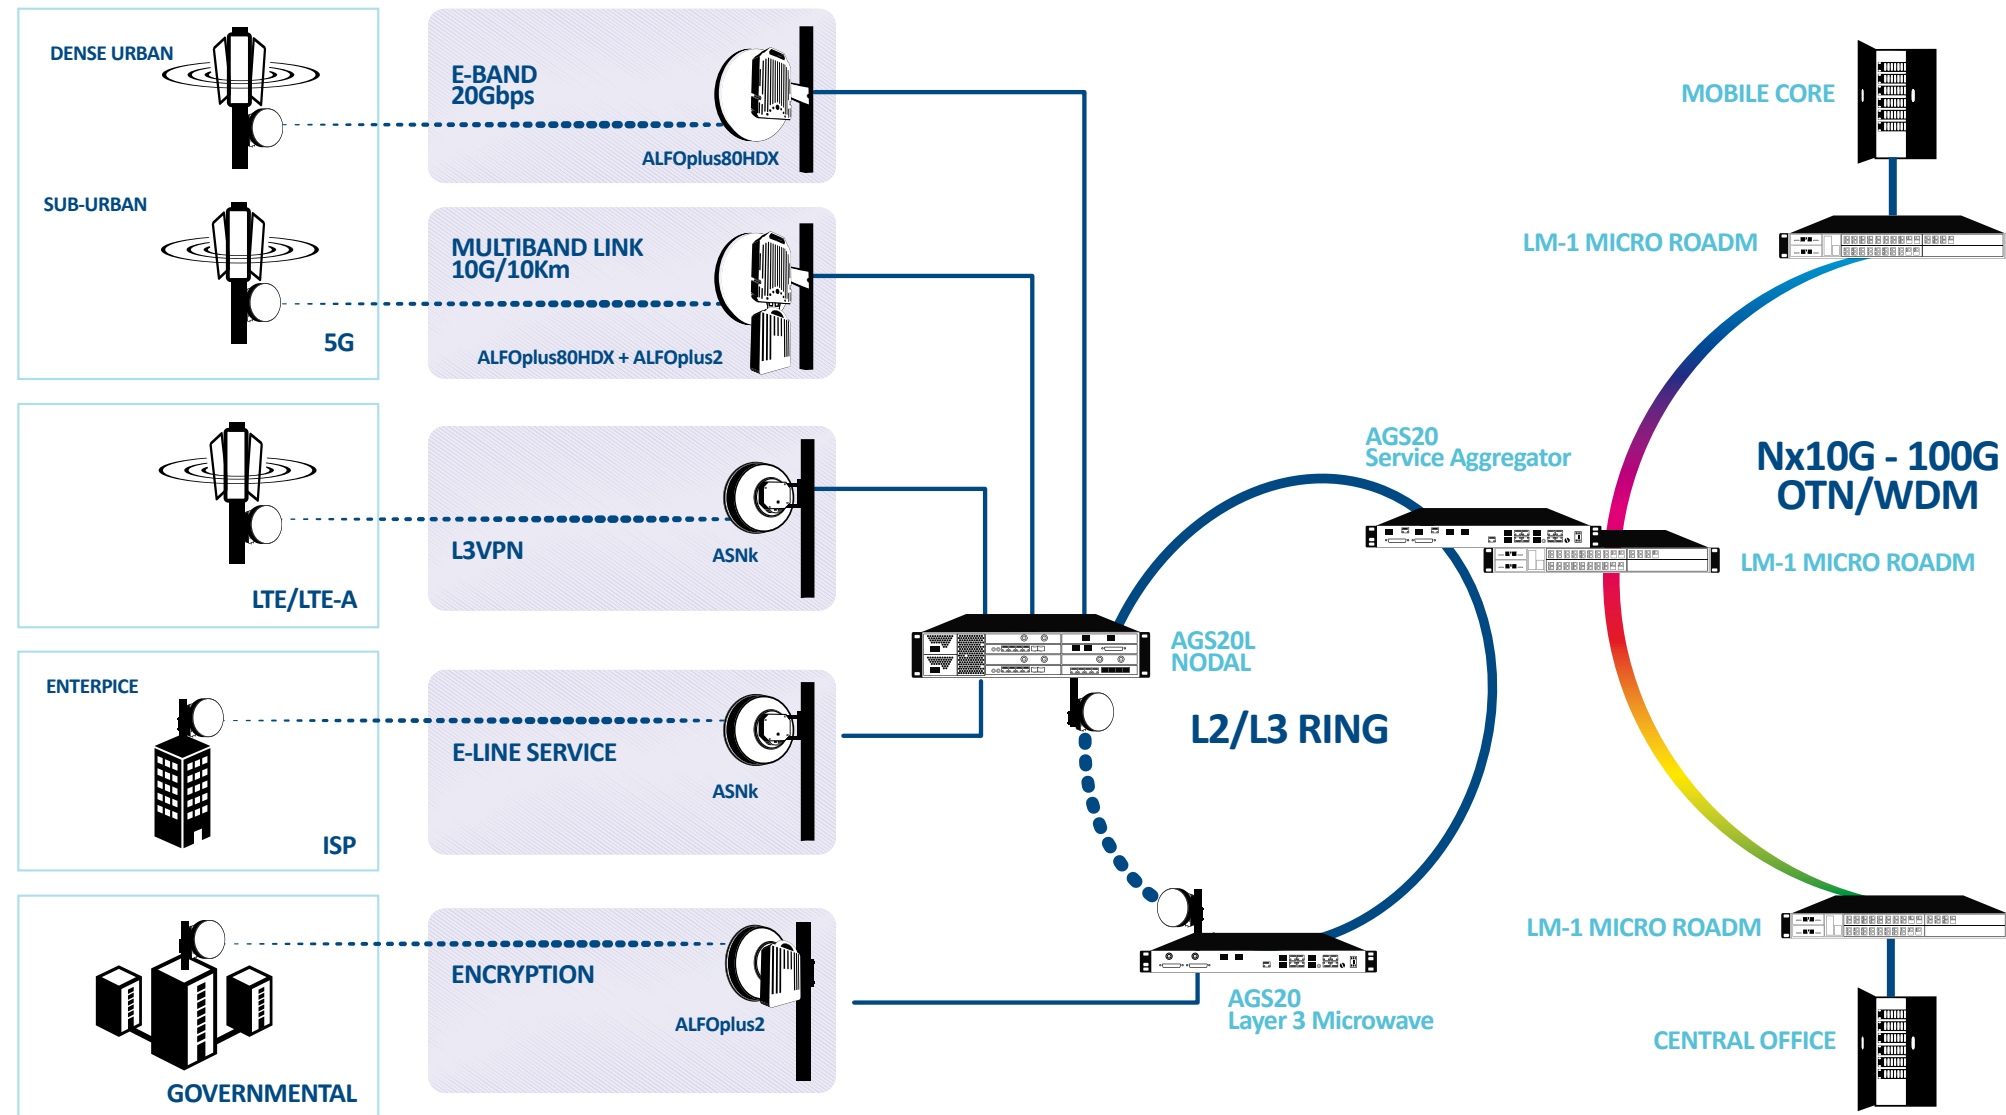 DENSE URBAN
SUB-URBAN
5G
E-BAND
20Gbps
ALFOplus80HDX
MULTIBAND LINK
10G/10Km
ALFOplus80HDX + ALFOplus2
LTE/LTE-A
L3VPN
ASNk
ENTERPICE
ISP
E-LINE SERVICE
ASNk
GOVERNMENTAL
ENCRYPTION
ALFOplus2
AGS20L
NODAL
L2/L3 RING
AGS20
Service Aggregator
AGS20
Layer 3 Microwave
MOBILE CORE
LM-1 MICRO ROADM
Nx10G - 100G
OTN/WDM
LM-1 MICRO ROADM
LM-1 MICRO ROADM
CENTRAL OFFICE